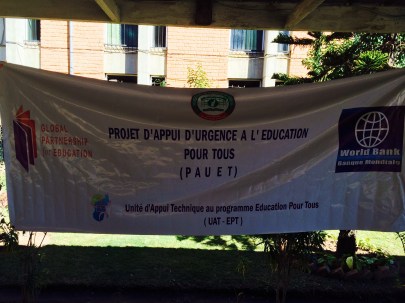 GLOBAL
PARTNERSHIP
for EDUCATION
PROJET D'APPUI D'URGENCE A L'EDUCATION
POUR TOUS
(PAUET)
World Bank
Banque Mondiale
Unité d'Appui Technique au programme Education Pour Tous
(UAT - EPT)